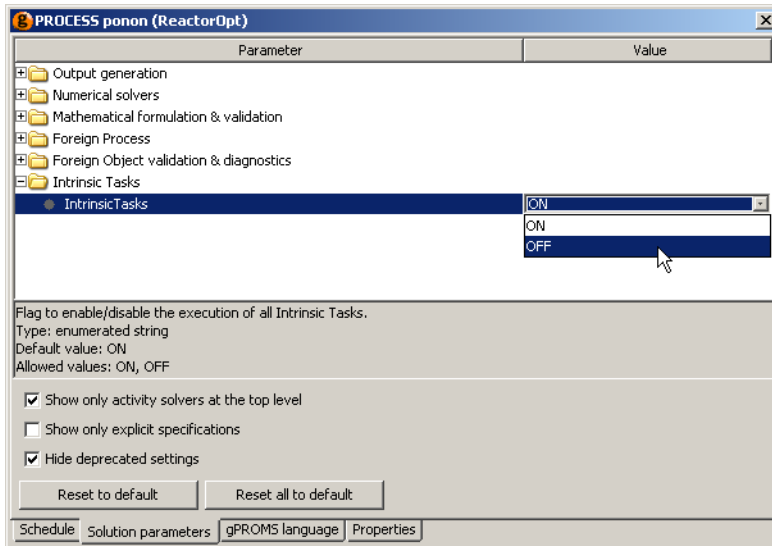 PROCESS ponon (ReactorOpt)
Parameter Value
Output generation
Numerical solvers
Mathematical formulation & validation
Foreign Process
Foreign Object validation & diagnostics
Intrinsic Tasks
IntrinsicTasks ON
ON
OFF
Flag to enable/disable the execution of all Intrinsic Tasks.
Type: enumerated string
Default value: ON
Allowed values: ON, OFF
Show only activity solvers at the top level
Show only explicit specifications
Hide deprecated settings
Reset to default Reset all to default
Schedule Solution parameters gPROMS language Properties